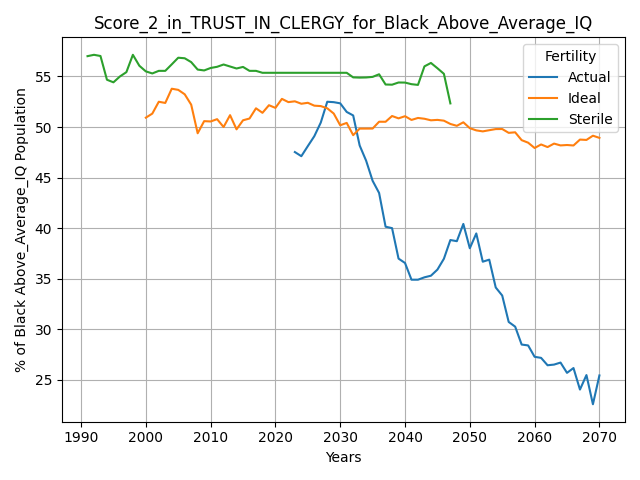 Score_2_in_TRUST_IN_CLERGY_for_Black_Above_Average_IQ
% of Black Above_Average_IQ Population
55
50
45
40
35
30
25
Fertility
Actual
Ideal
Sterile
1990 2000 2010 2020 2030 2040 2050 2060 2070
Years